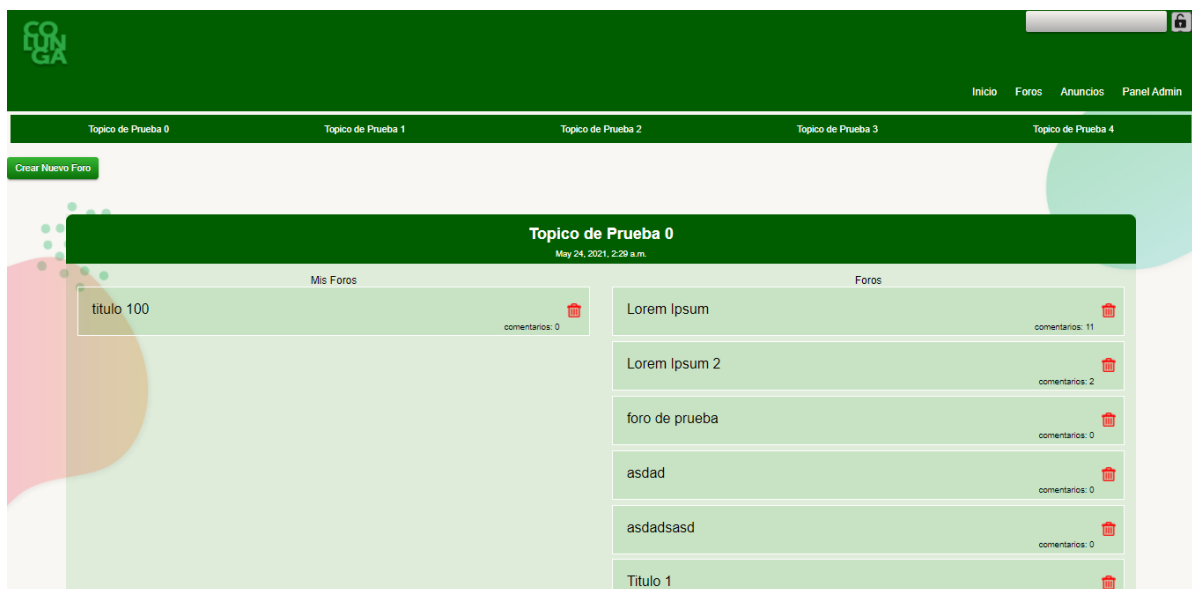 CO
LUN
GA
Inicio Foros Anuncios Panel Admin
Topico de Prueba 0 Topico de Prueba 1 Topico de Prueba 2 Topico de Prueba 3 Topico de Prueba 4
Crear Nuevo Foro
Topico de Prueba 0
May 24, 2021, 2:29 a.m.
Mis Foros
titulo 100
comentarios: 0
Foros
Lorem Ipsum
comentarios: 11
Lorem Ipsum 2
comentarios: 2
foro de prueba
comentarios: 0
asdad
comentarios: 0
asdadsasd
comentarios: 0
Titulo 1